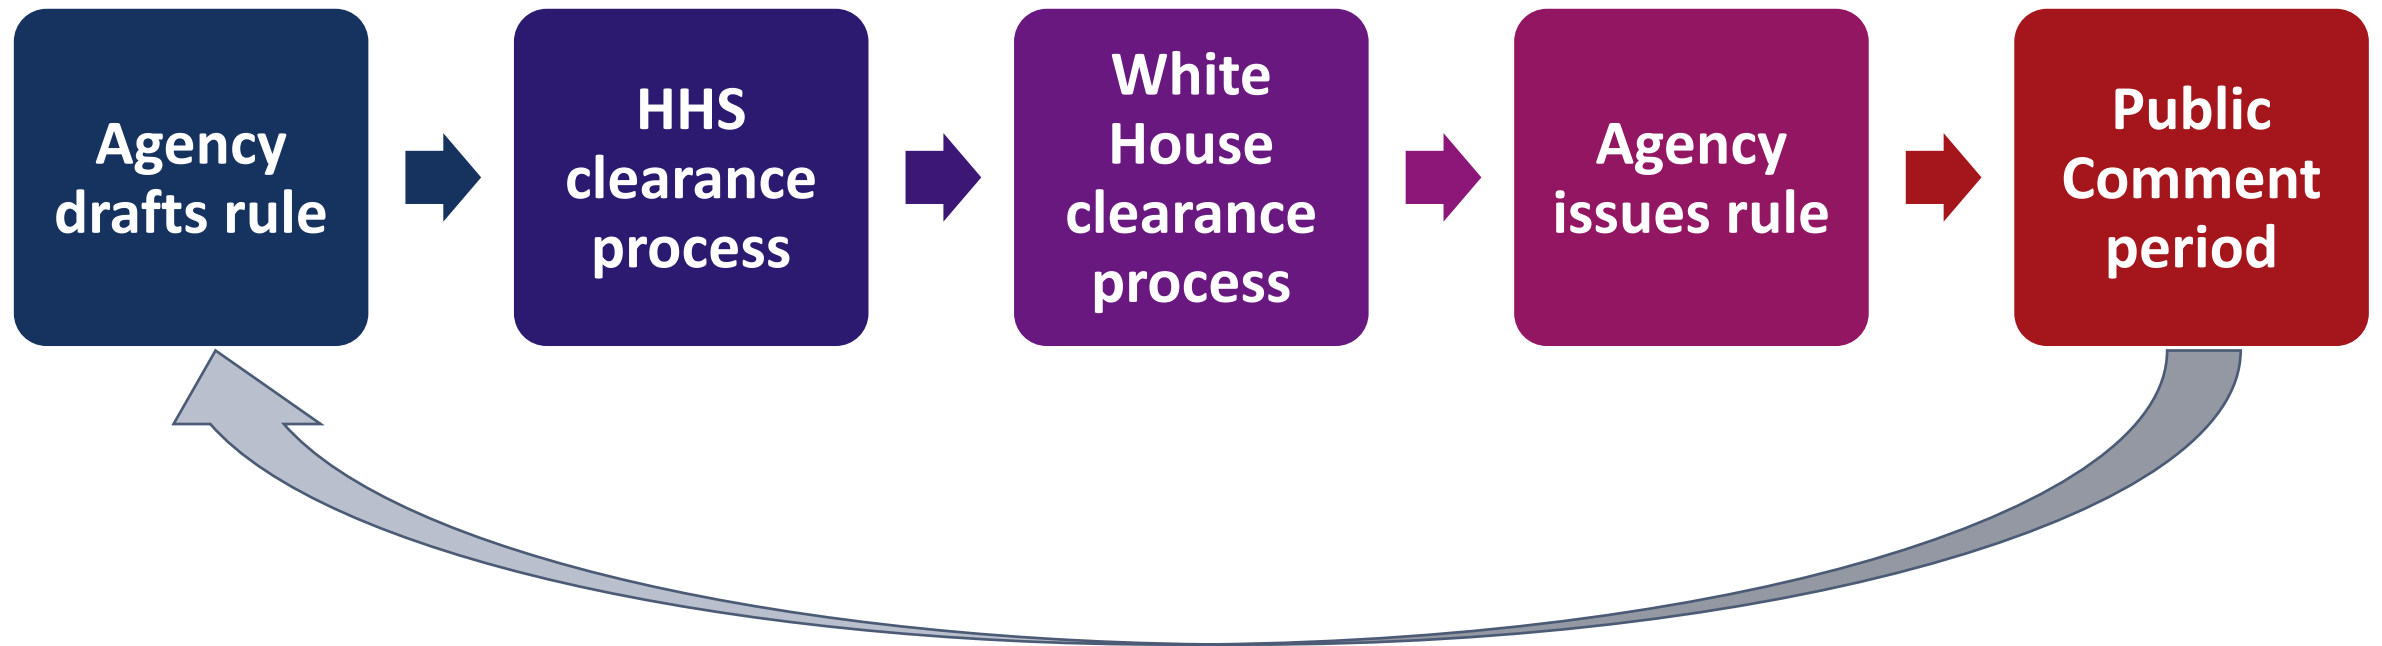 Agency
drafts rule
HHS
clearance
process
White
House
clearance
process
Agency
issues rule
Public
Comment
period